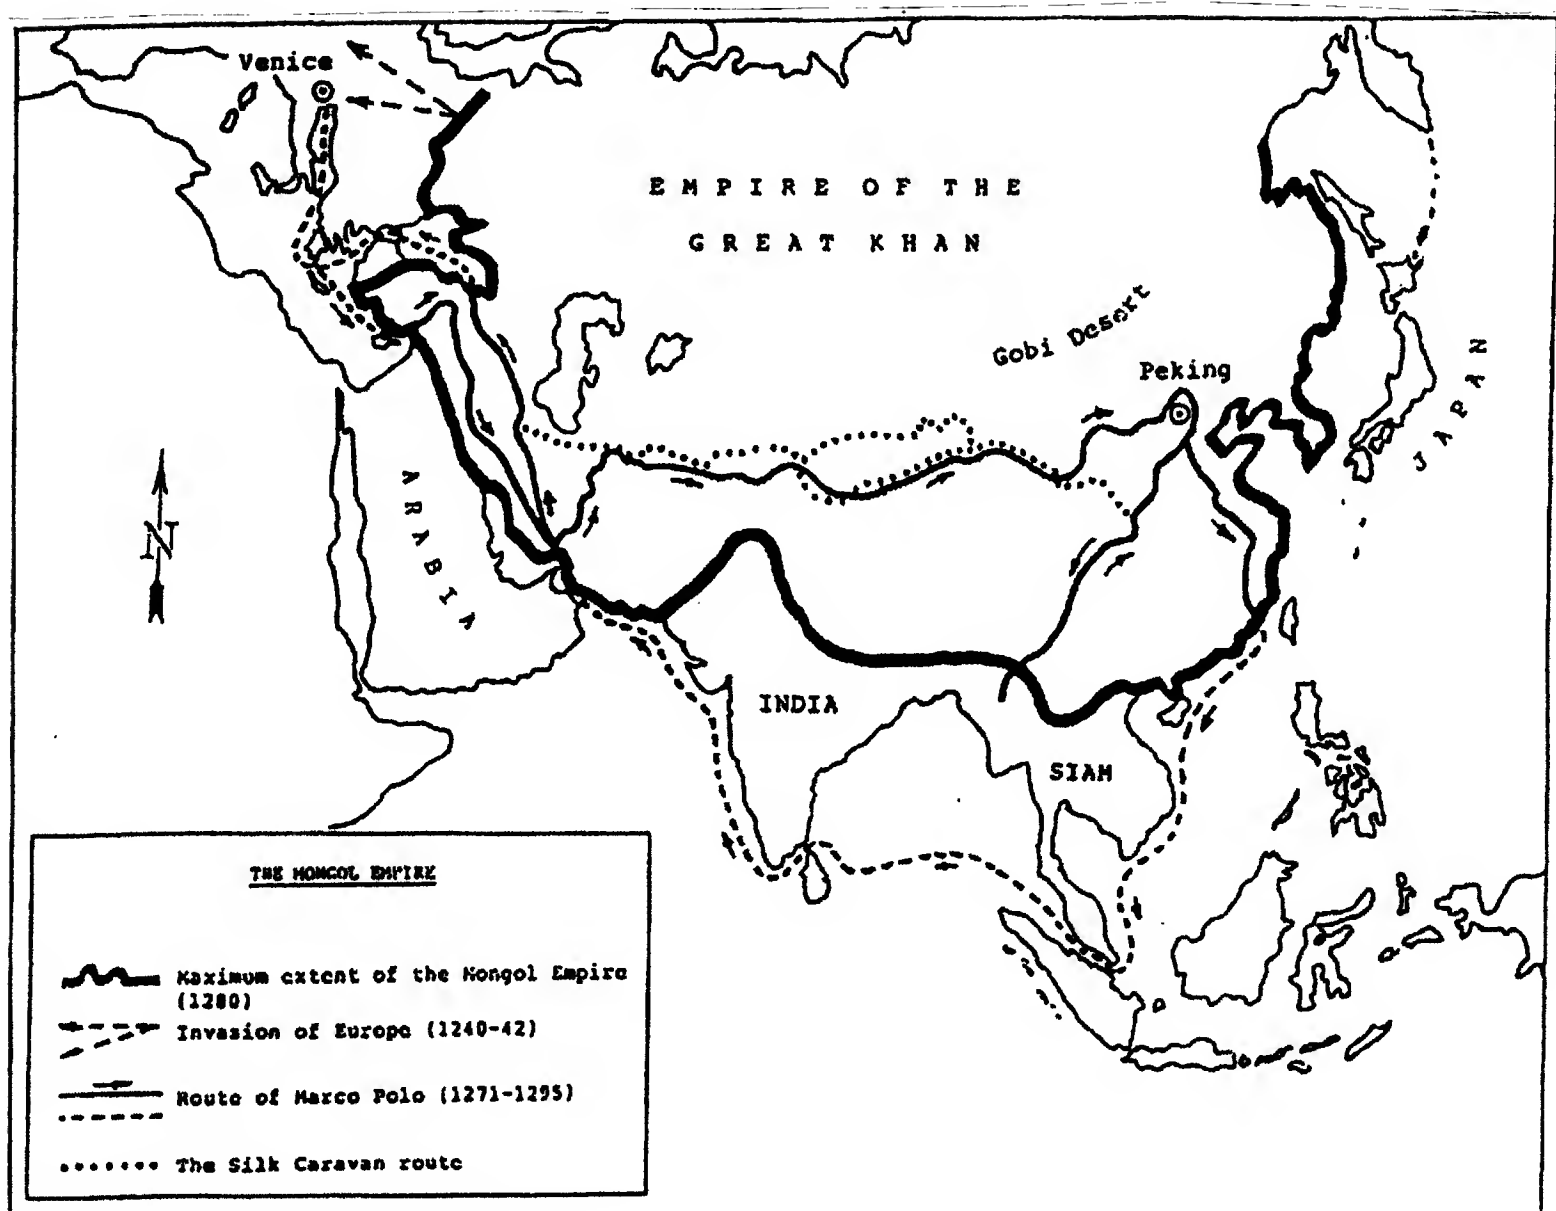 Venice
EMPIRE OF THE
GREAT KHAN
Gobi Desert
Peking
JAPAN
ARABIA
N
INDIA
SIAM
THE MONGOL EMPIRE
Maximum extent of the Mongol Empire
(1280)
Invasion of Europe (1240-42)
Route of Marco Polo (1271-1295)
The Silk Caravan route